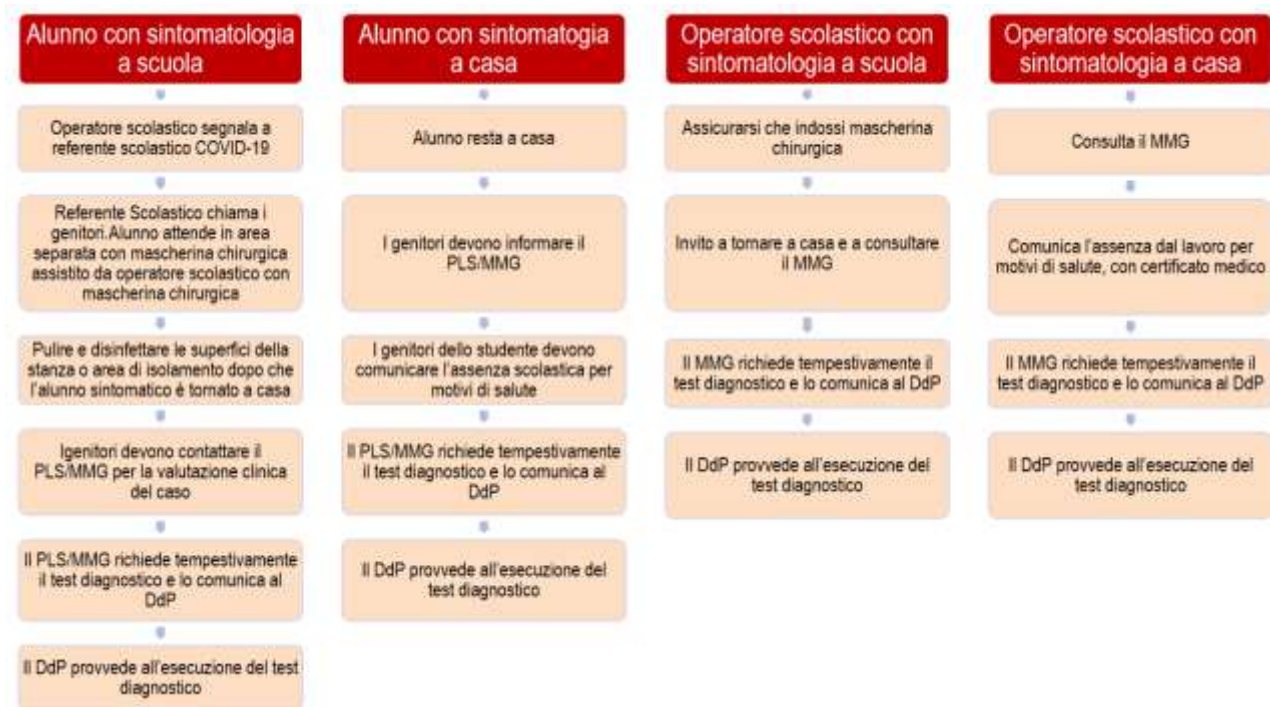 Alunno con sintomatologia
a scuola
Operatore scolastico segnala a
referente scolastico COVID-19
Referente Scolastico chiama i
genitori.Alunno attende in area
separata con mascherina chirurgica
assistito da operatore scolastico con
mascherina chirurgica
Pulire e disinfettare le superfici della
stanza o area di isolamento dopo che
l'alunno sintomatico è tornato a casa
Igenitori devono contattare il
PLS/MMG per la valutazione clinica
del caso
Il PLS/MMG richiede tempestivamente
il test diagnostico e lo comunica al
DdP
Il DdP provvede all'esecuzione del test
diagnostico
Alunno con sintomatogia
a casa
Alunno resta a casa
I genitori devono informare il
PLS/MMG
I genitori dello studente devono
comunicare l'assenza scolastica per
motivi di salute
Il PLS/MMG richiede tempestivamente
il test diagnostico e lo comunica al
DdP
Il DdP provvede all'esecuzione del
test diagnostico
Operatore scolastico con
sintomatologia a scuola
Assicurarsi che indossi mascherina
chirurgica
Invito a tornare a casa e a consultare
il MMG
Il MMG richiede tempestivamente il
test diagnostico e lo comunica al DdP
Il DdP provvede all'esecuzione del
test diagnostico
Operatore scolastico con
sintomatologia a casa
Consulta il MMG
Comunica l'assenza dal lavoro per
motivi di salute, con certificato medico
Il MMG richiede tempestivamente il
test diagnostico e lo comunica al DdP
Il DdP provvede all'esecuzione del
test diagnostico